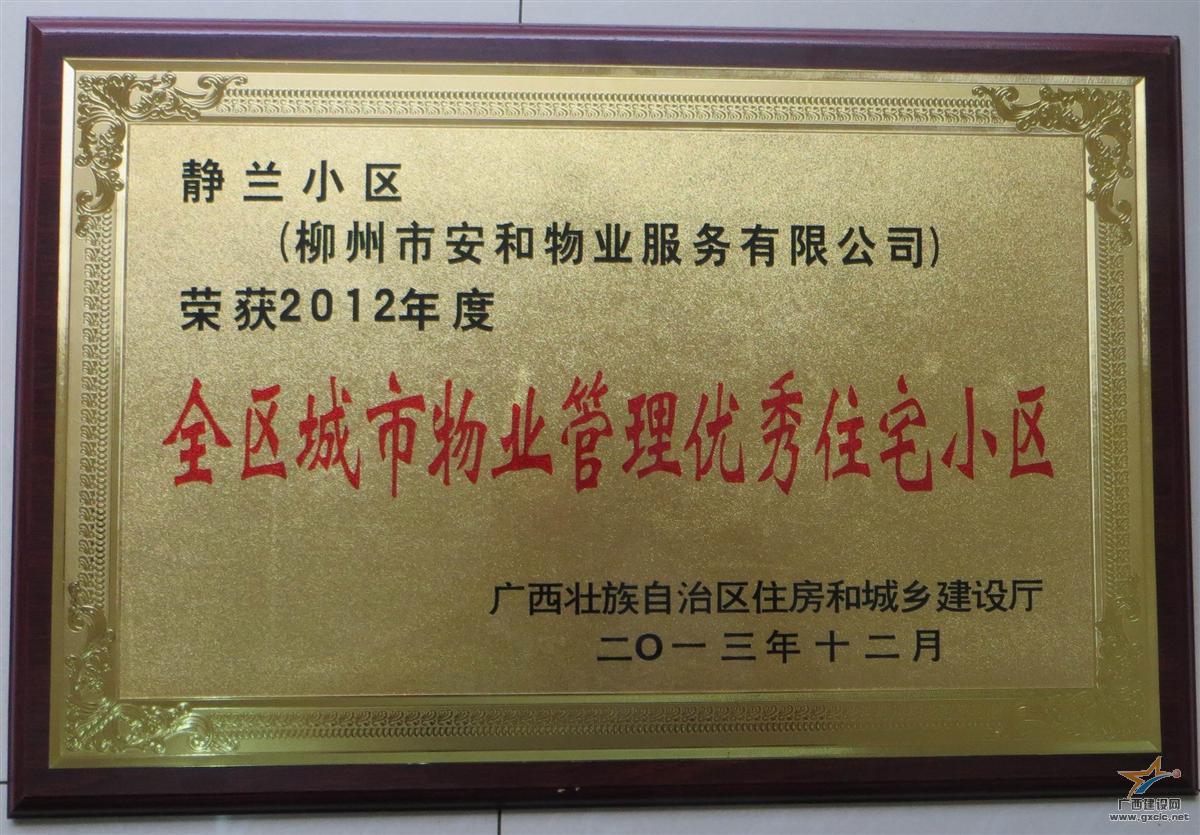 静兰小区
(柳州市安和物业服务有限公司)
荣获2012年度
全区城市物业管理优秀住宅小区
广西壮族自治区住房和城乡建设厅
二〇一三年十二月
广西建设网
www.gxcic.net